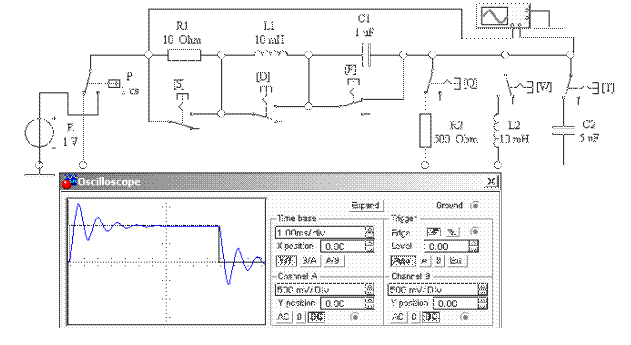 R1
10 Ohm
L1
10 mH
C1
1 uF
[S]
[D]
[F]
[Q]
[W]
[T]
P
E
1 V
R2
500 Ohm
L2
10 mH
C2
5 nF
Oscilloscope
Expand
Ground
Time base
1.00ms/div
X position 0.00
Y/T B/A A/B
Trigger
Edge
Level 0.00
Auto A B Ext
Channel A
500 mV/Div
Y position 0.00
AC 0 DC
Channel B
500 mV/Div
Y position 0.00
AC 0 DC